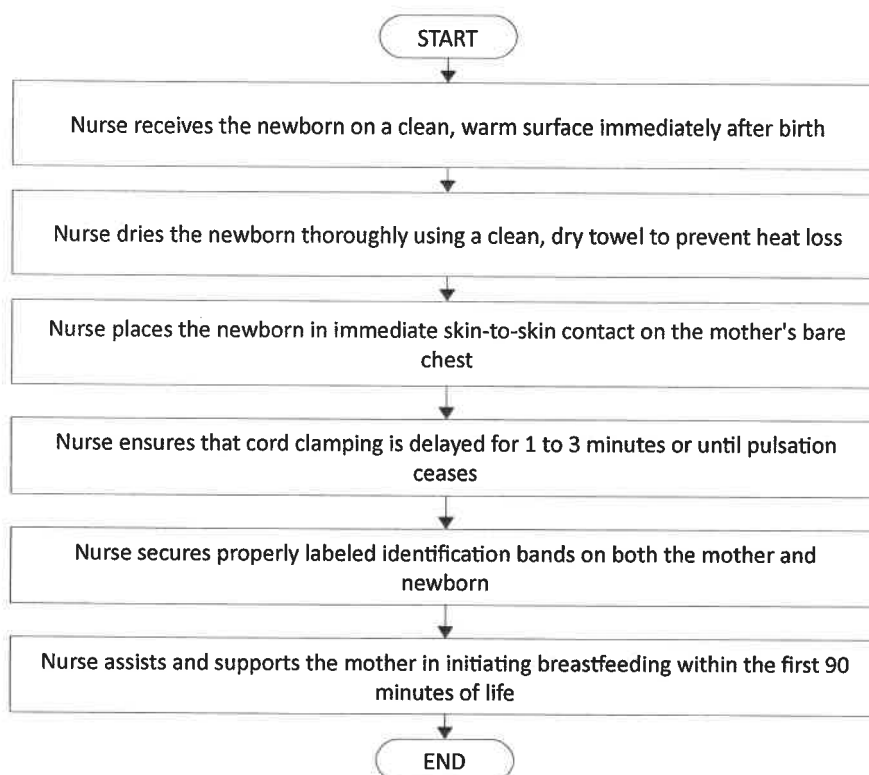 START
Nurse receives the newborn on a clean, warm surface immediately after birth
Nurse dries the newborn thoroughly using a clean, dry towel to prevent heat loss
Nurse places the newborn in immediate skin-to-skin contact on the mother's bare
chest
Nurse ensures that cord clamping is delayed for 1 to 3 minutes or until pulsation
ceases
Nurse secures properly labeled identification bands on both the mother and
newborn
Nurse assists and supports the mother in initiating breastfeeding within the first 90
minutes of life
END